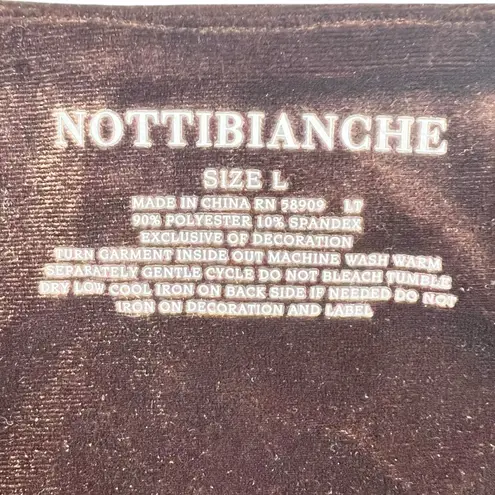 NOTTIBIANCHE
SIZE L
MADE IN CHINA RN 58909 LT
90% POLYESTER 10% SPANDEX
EXCLUSIVE OF DECORATION
TURN GARMENT INSIDE OUT MACHINE WASH WARM
SEPARATELY GENTLE CYCLE DO NOT BLEACH TUMBLE
DRY LOW COOL IRON ON BACK SIDE IF NEEDED DO NOT
IRON ON DECORATION AND LABEL